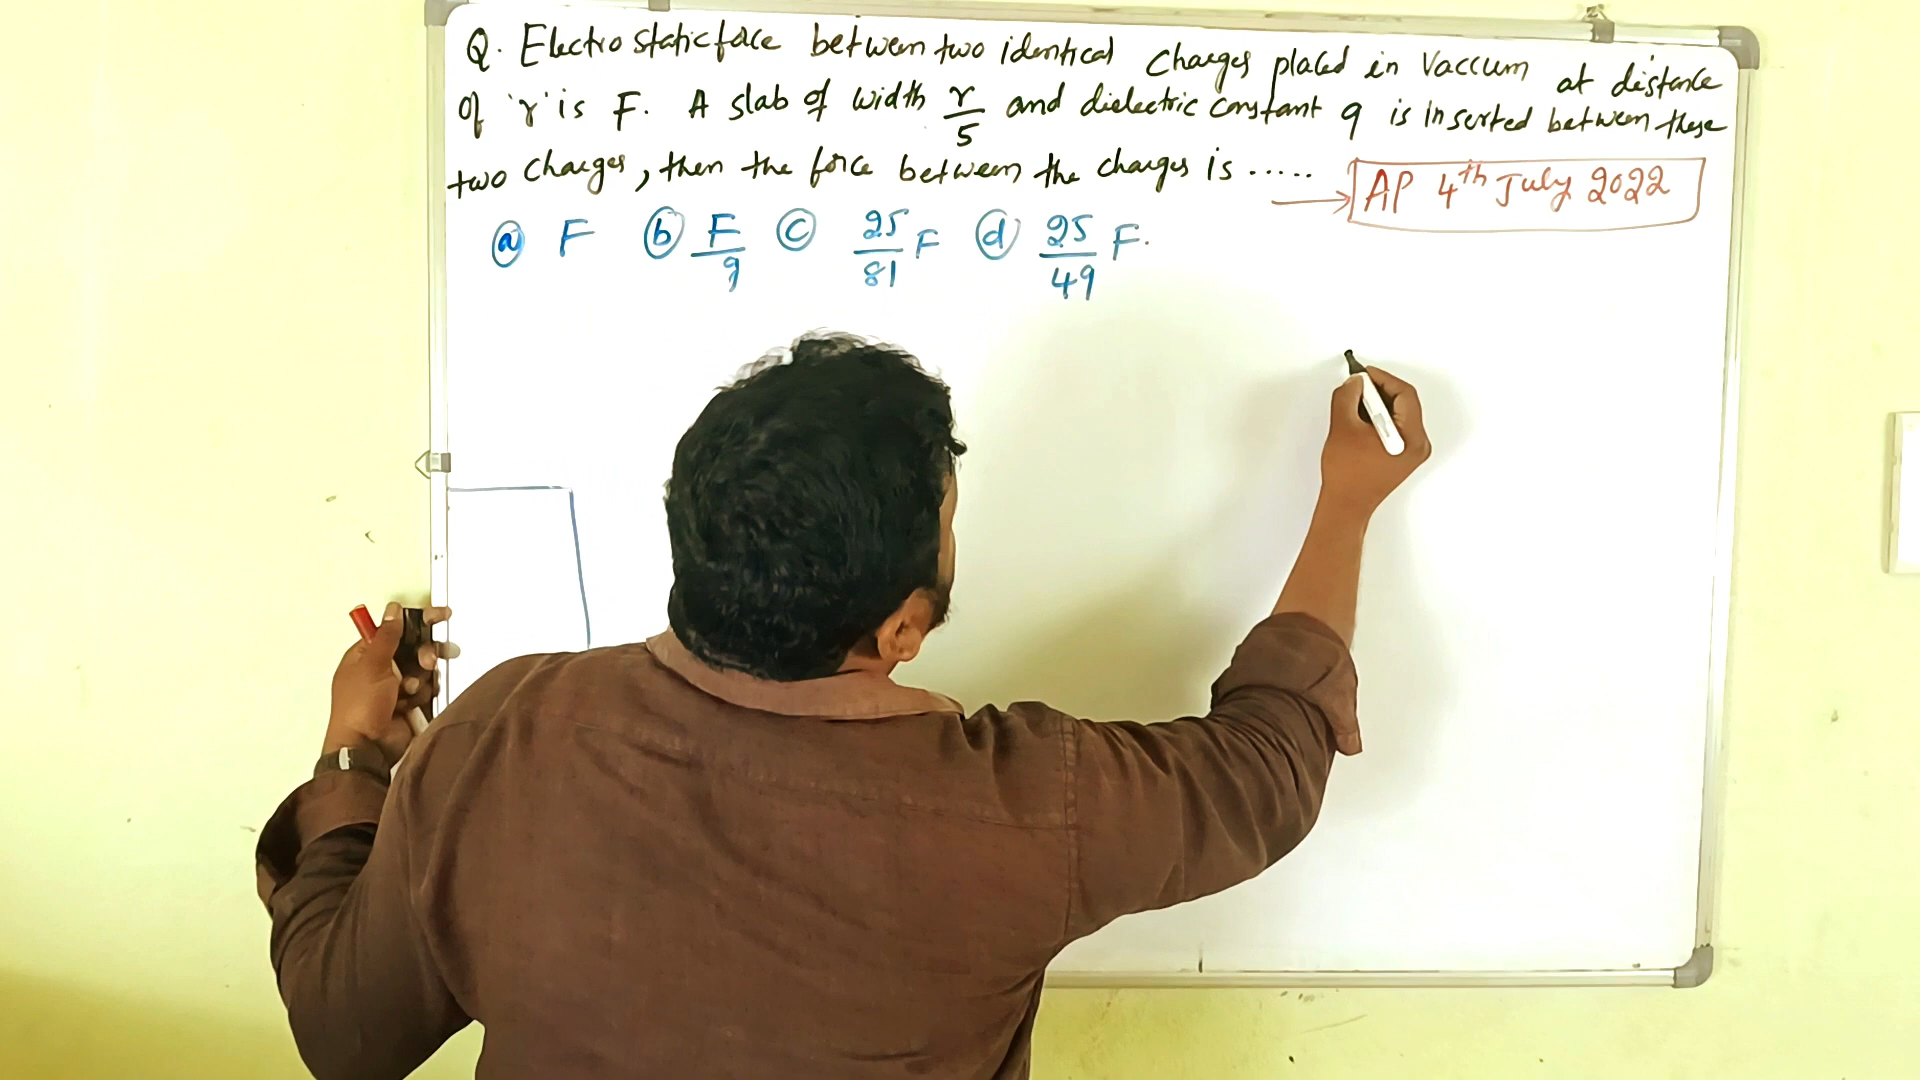 Q. Electrostatic force between two identical Charges placed in Vaccum at distance
of 'r' is F. A slab of width r/5 and dielectric constant 9 is inserted between these
two charges, then the force between the charges is .....
AP 4th July 2022
(a) F (b) F/9 (c) 25/81 F (d) 25/49 F.